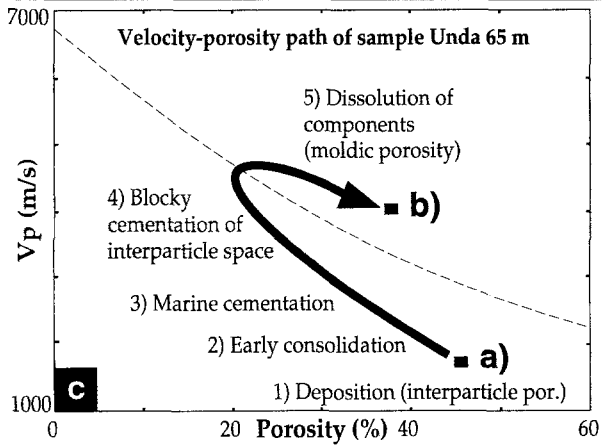 7000
Velocity-porosity path of sample Unda 65 m
5) Dissolution of
components
(moldic porosity)
b)
4) Blocky
cementation of
interparticle space
Vp (m/s)
3) Marine cementation
2) Early consolidation
a)
1) Deposition (interparticle por.)
c
1000
0
20
40
60
Porosity (%)